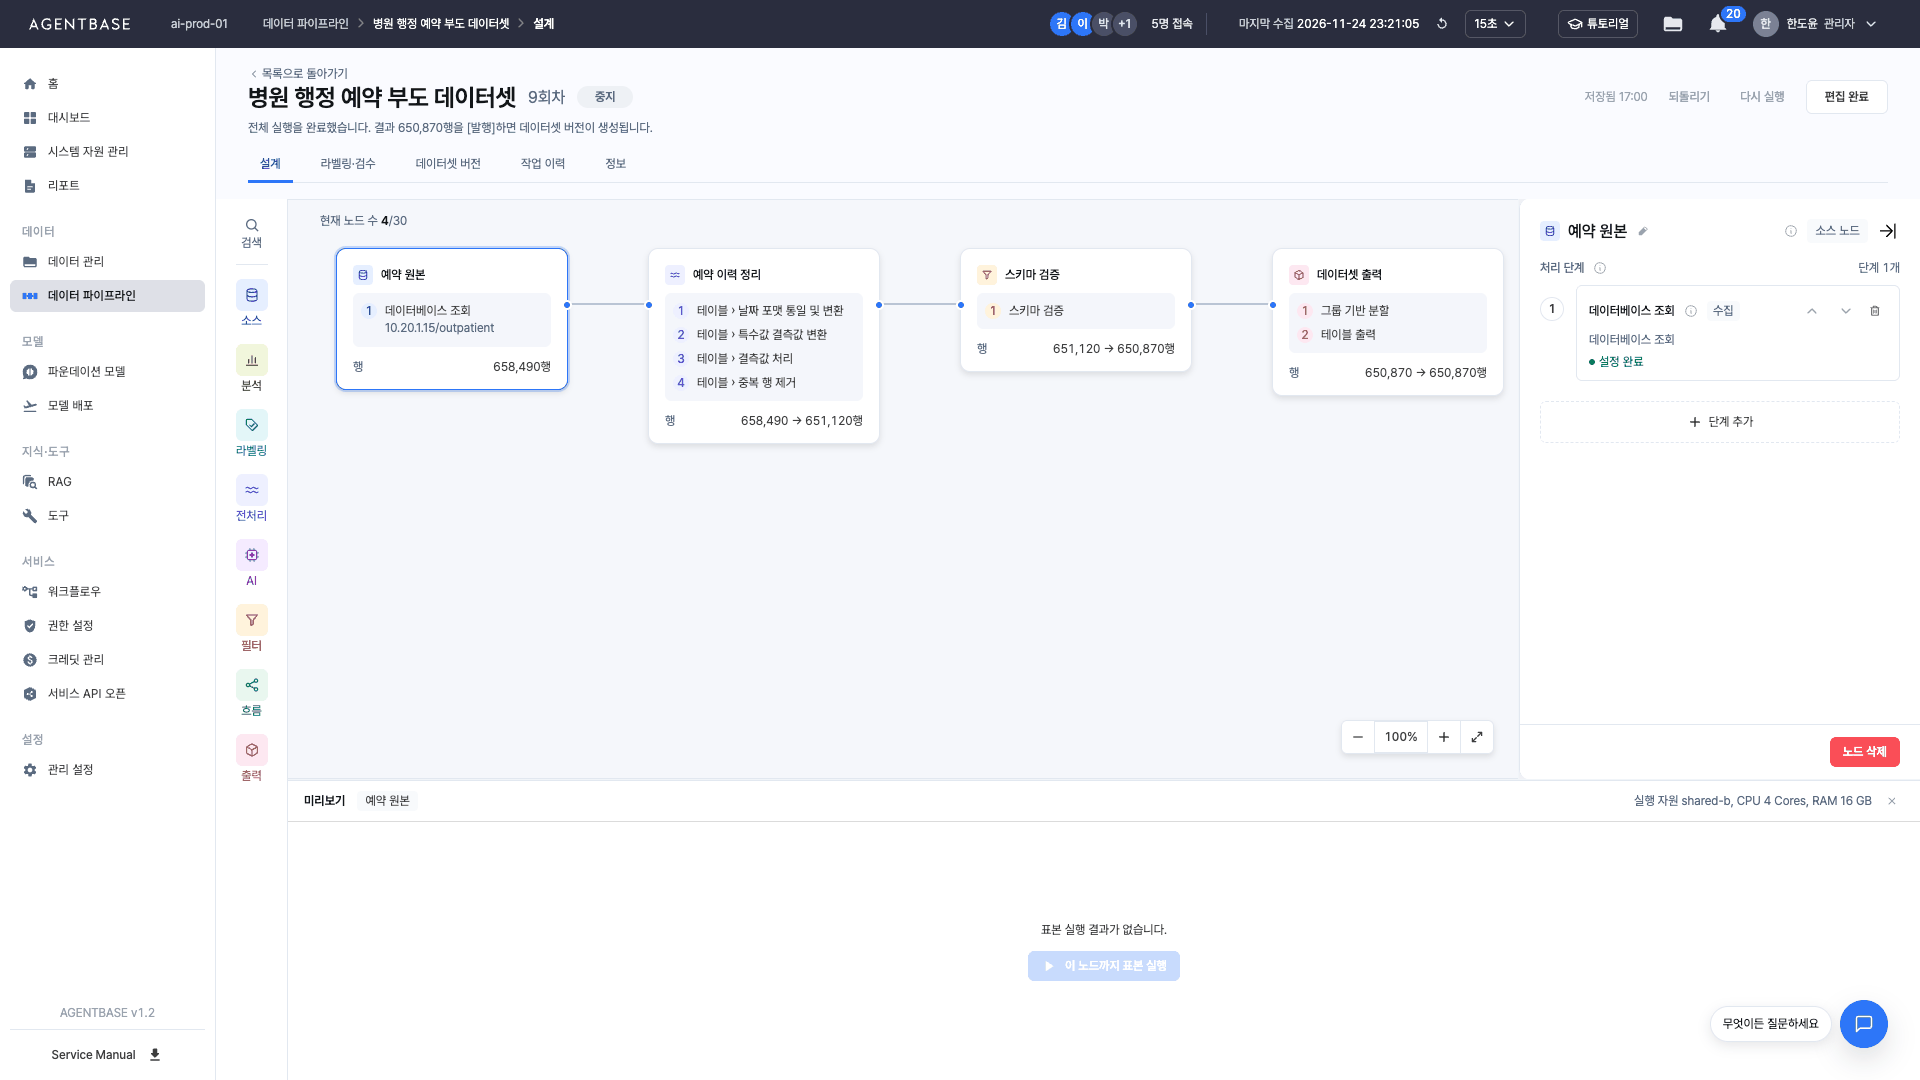 AGENTBASE
ai-prod-01
데이터 파이프라인 > 병원 행정 예약 부도 데이터셋 > 설계
김 이 박 +1 5명 접속
마지막 수집 2026-11-24 23:21:05
15초
튜토리얼
20
한 한도윤 관리자
홈
대시보드
시스템 자원 관리
리포트
데이터
데이터 관리
데이터 파이프라인
모델
파운데이션 모델
모델 배포
지식·도구
RAG
도구
서비스
워크플로우
권한 설정
크레딧 관리
서비스 API 오픈
설정
관리 설정
AGENTBASE v1.2
Service Manual
목록으로 돌아가기
병원 행정 예약 부도 데이터셋 9회차 중지
저장됨 17:00 되돌리기 다시 실행 편집 완료
전체 실행을 완료했습니다. 결과 650,870행을 [발행]하면 데이터셋 버전이 생성됩니다.
설계 라벨링·검수 데이터셋 버전 작업 이력 정보
검색
소스
분석
라벨링
전처리
AI
필터
흐름
출력
현재 노드 수 4/30
예약 원본
1 데이터베이스 조회
10.20.1.15/outpatient
행 658,490행
예약 이력 정리
1 테이블 › 날짜 포맷 통일 및 변환
2 테이블 › 특수값 결측값 변환
3 테이블 › 결측값 처리
4 테이블 › 중복 행 제거
행 658,490 → 651,120행
스키마 검증
1 스키마 검증
행 651,120 → 650,870행
데이터셋 출력
1 그룹 기반 분할
2 테이블 출력
행 650,870 → 650,870행
100%
예약 원본 소스 노드
처리 단계 단계 1개
1 데이터베이스 조회 수집
데이터베이스 조회
설정 완료
단계 추가
노드 삭제
미리보기 예약 원본
실행 자원 shared-b, CPU 4 Cores, RAM 16 GB
표본 실행 결과가 없습니다.
이 노드까지 표본 실행
무엇이든 질문하세요